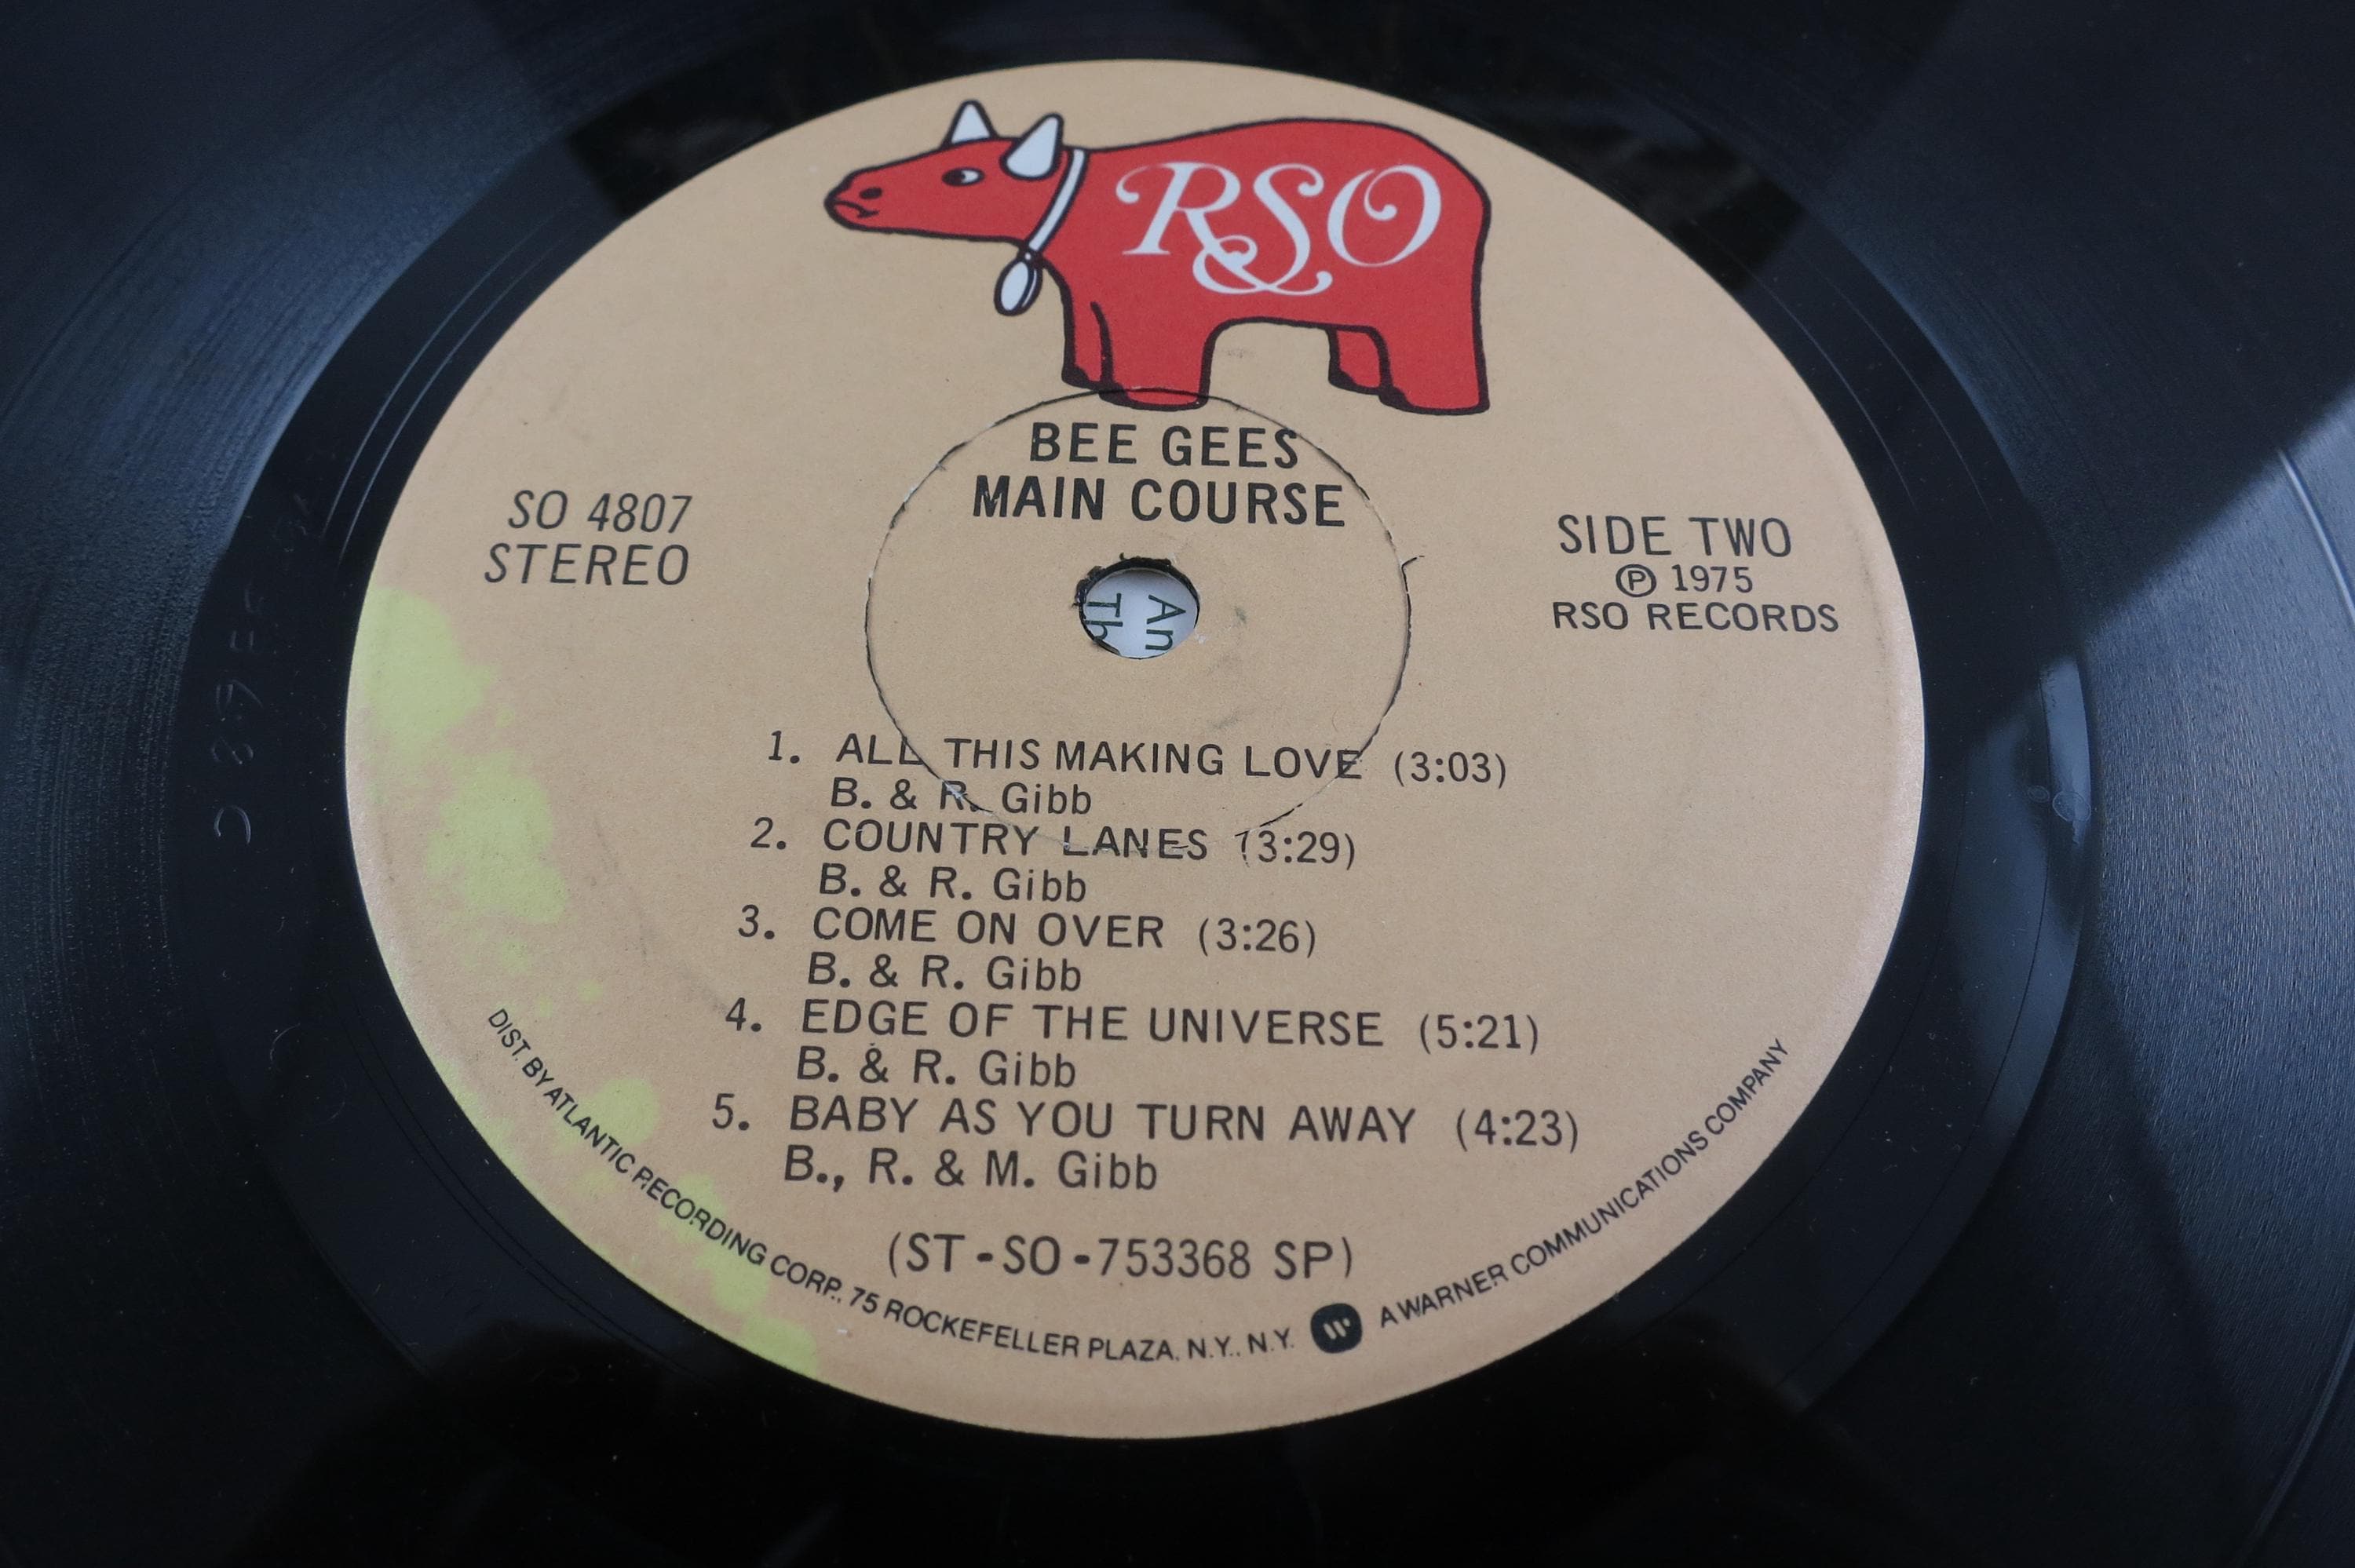 RSO
BEE GEES
MAIN COURSE
SO 4807
STEREO
SIDE TWO
Ⓟ 1975
RSO RECORDS
An
Th
1. ALL THIS MAKING LOVE (3:03)
B. & R. Gibb
2. COUNTRY LANES (3:29)
B. & R. Gibb
3. COME ON OVER (3:26)
B. & R. Gibb
4. EDGE OF THE UNIVERSE (5:21)
B. & R. Gibb
5. BABY AS YOU TURN AWAY (4:23)
B., R. & M. Gibb
(ST-SO-753368 SP)
DIST. BY ATLANTIC RECORDING CORP., 75 ROCKEFELLER PLAZA, N.Y., N.Y. W A WARNER COMMUNICATIONS COMPANY